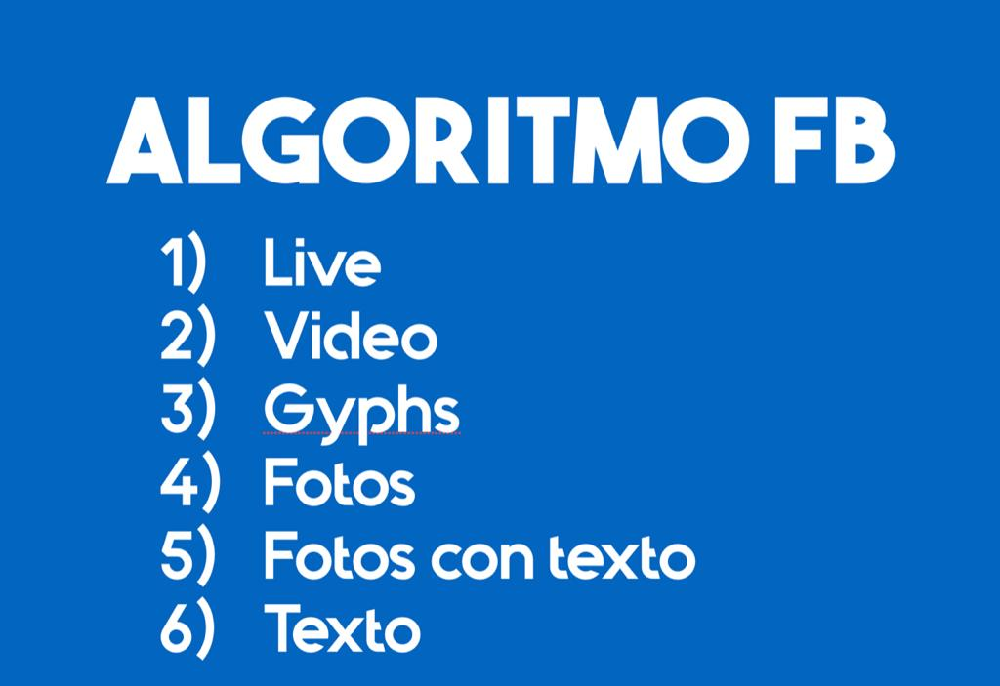 ALGORITMO FB
1) Live
2) Video
3) Gyphs
4) Fotos
5) Fotos con texto
6) Texto